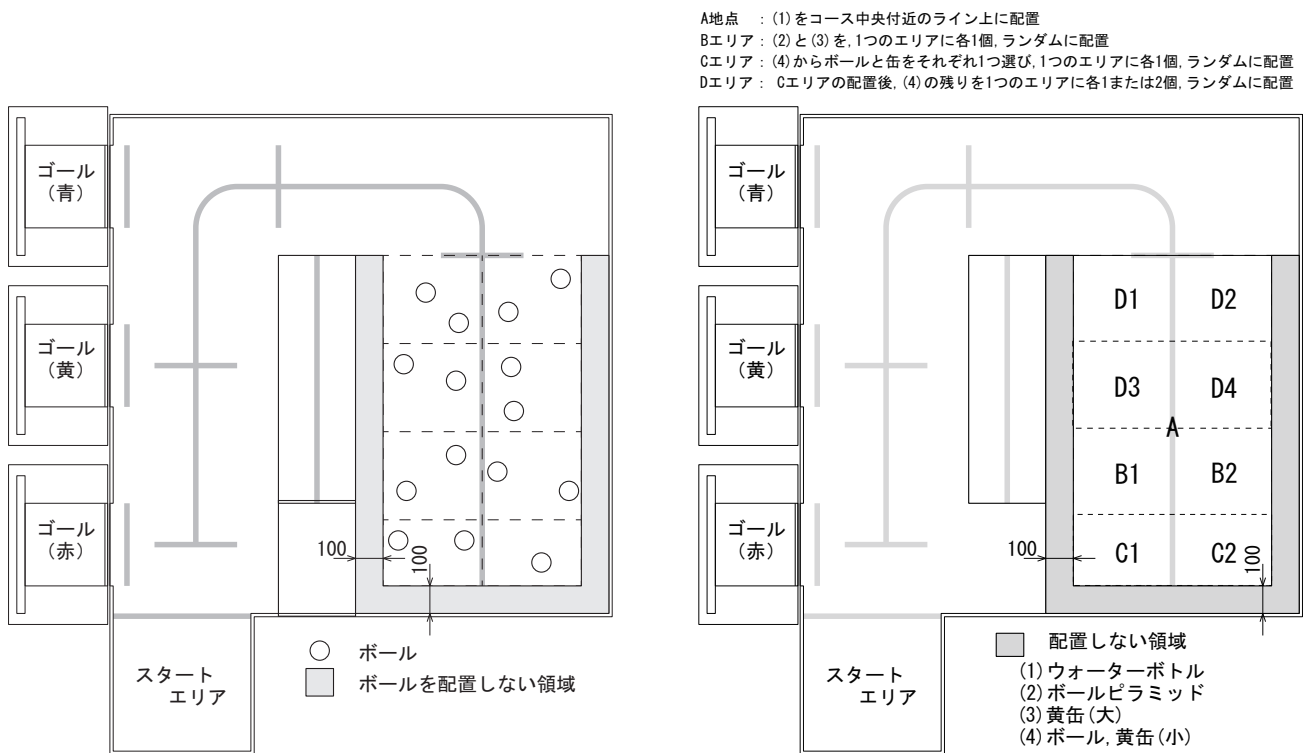 A地点 : (1)をコース中央付近のライン上に配置
Bエリア : (2)と(3)を, 1つのエリアに各1個, ランダムに配置
Cエリア : (4)からボールと缶をそれぞれ1つ選び, 1つのエリアに各1個, ランダムに配置
Dエリア : Cエリアの配置後, (4)の残りを1つのエリアに各1または2個, ランダムに配置
ゴール
(青)
ゴール
(黄)
ゴール
(赤)
100
100
スタート
エリア
ボール
ボールを配置しない領域
ゴール
(青)
ゴール
(黄)
ゴール
(赤)
D1
D2
D3
D4
A
B1
B2
C1
C2
100
100
スタート
エリア
配置しない領域
(1)ウォーターボトル
(2)ボールピラミッド
(3)黄缶(大)
(4)ボール, 黄缶(小)